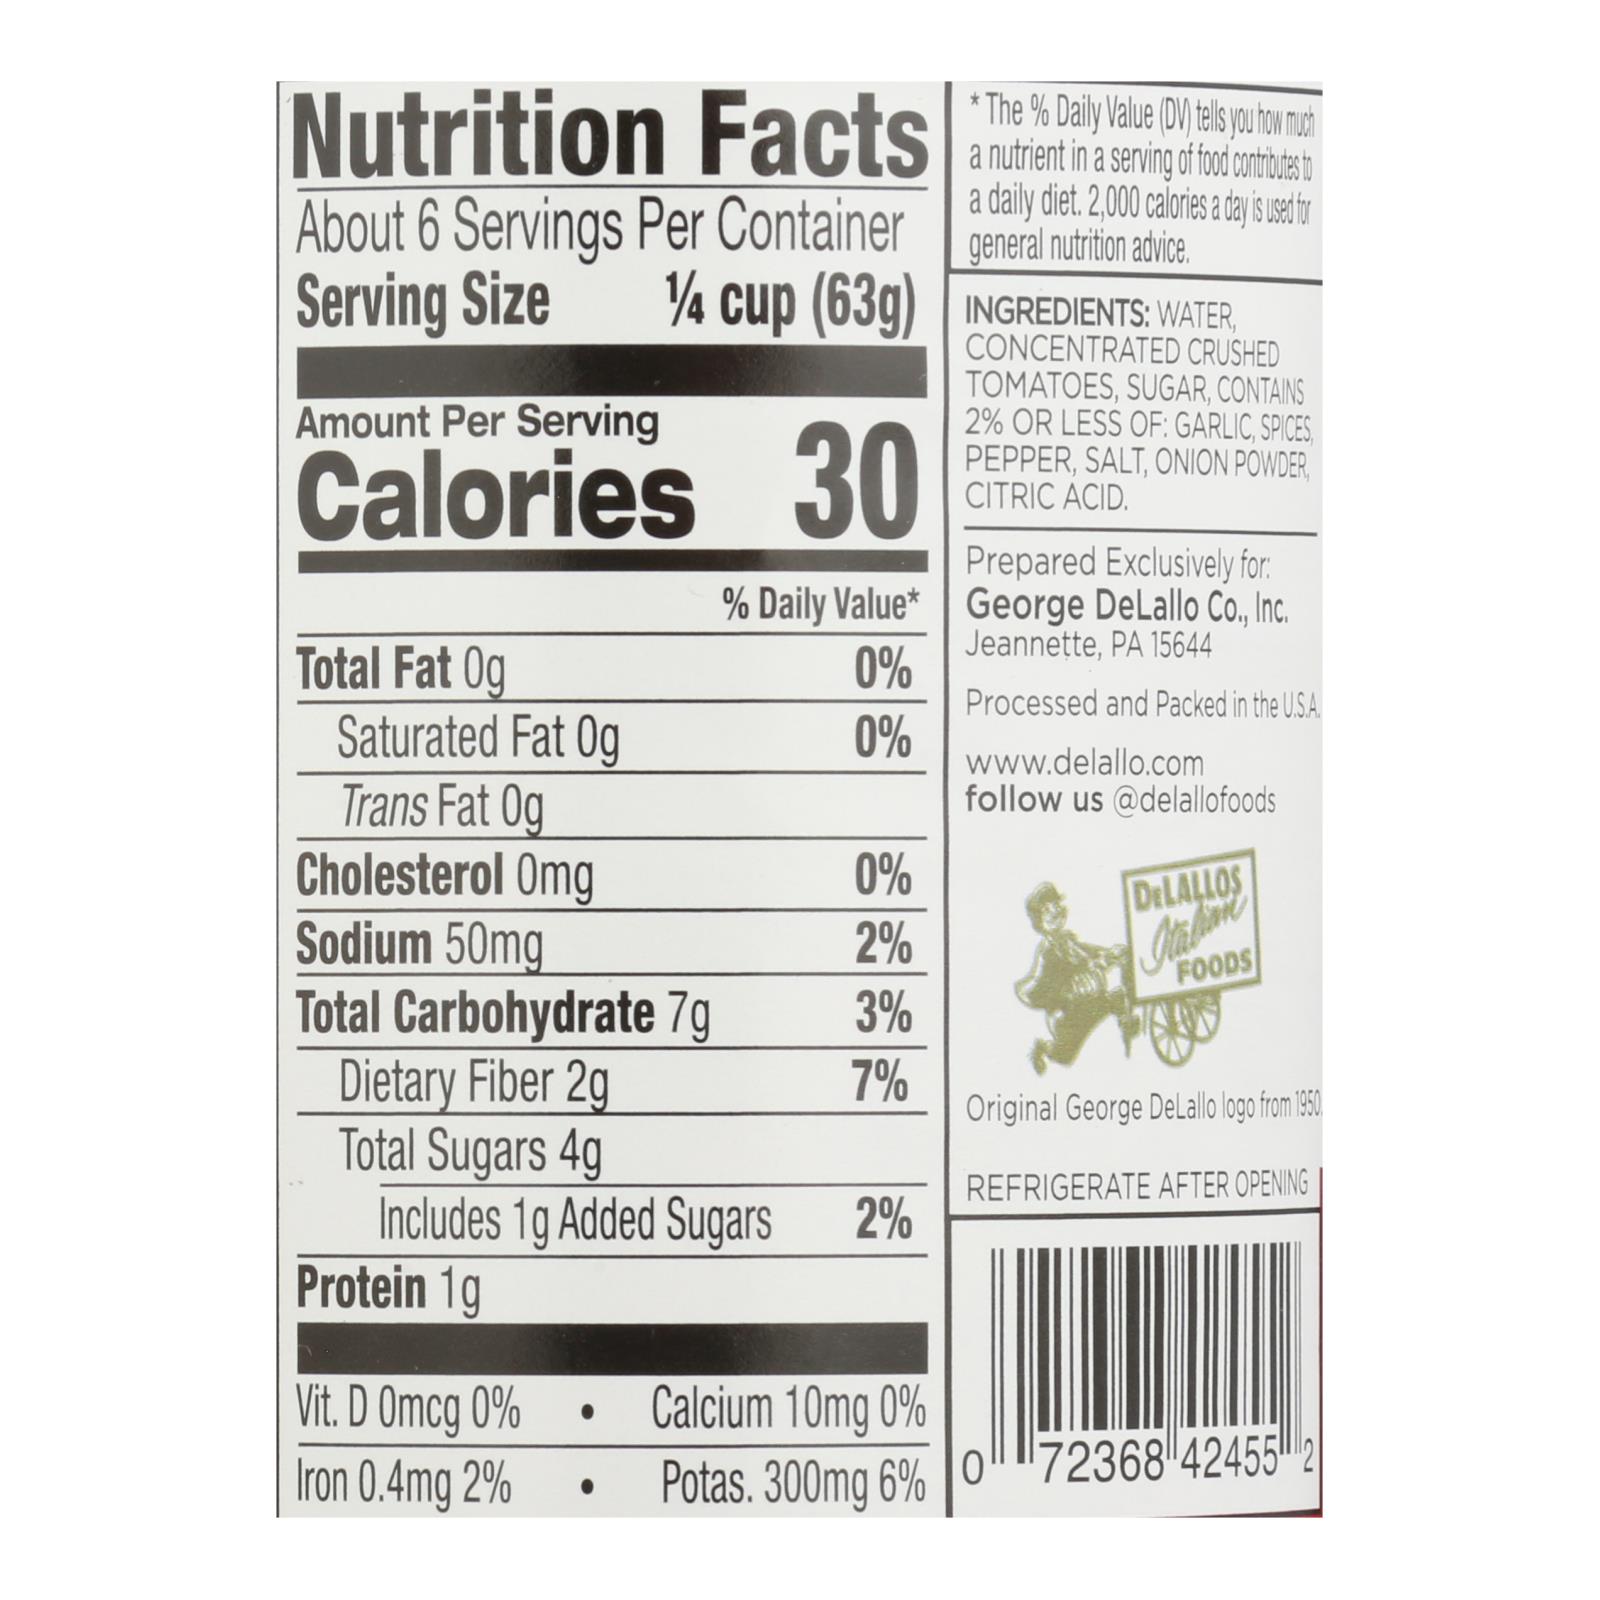 Nutrition Facts
About 6 Servings Per Container
Serving Size ¼ cup (63g)
Amount Per Serving
Calories 30
% Daily Value*
Total Fat 0g 0%
Saturated Fat 0g 0%
Trans Fat 0g
Cholesterol 0mg 0%
Sodium 50mg 2%
Total Carbohydrate 7g 3%
Dietary Fiber 2g 7%
Total Sugars 4g
Includes 1g Added Sugars 2%
Protein 1g
Vit. D 0mcg 0% • Calcium 10mg 0%
Iron 0.4mg 2% • Potas. 300mg 6%
* The % Daily Value (DV) tells you how much
a nutrient in a serving of food contributes to
a daily diet. 2,000 calories a day is used for
general nutrition advice.
INGREDIENTS: WATER,
CONCENTRATED CRUSHED
TOMATOES, SUGAR, CONTAINS
2% OR LESS OF: GARLIC, SPICES,
PEPPER, SALT, ONION POWDER,
CITRIC ACID.
Prepared Exclusively for:
George DeLallo Co., Inc.
Jeannette, PA 15644
Processed and Packed in the U.S.A.
www.delallo.com
follow us @delallofoods
DeLALLOS
Italian
FOODS
Original George DeLallo logo from 1950.
REFRIGERATE AFTER OPENING
0 72368 42455 2